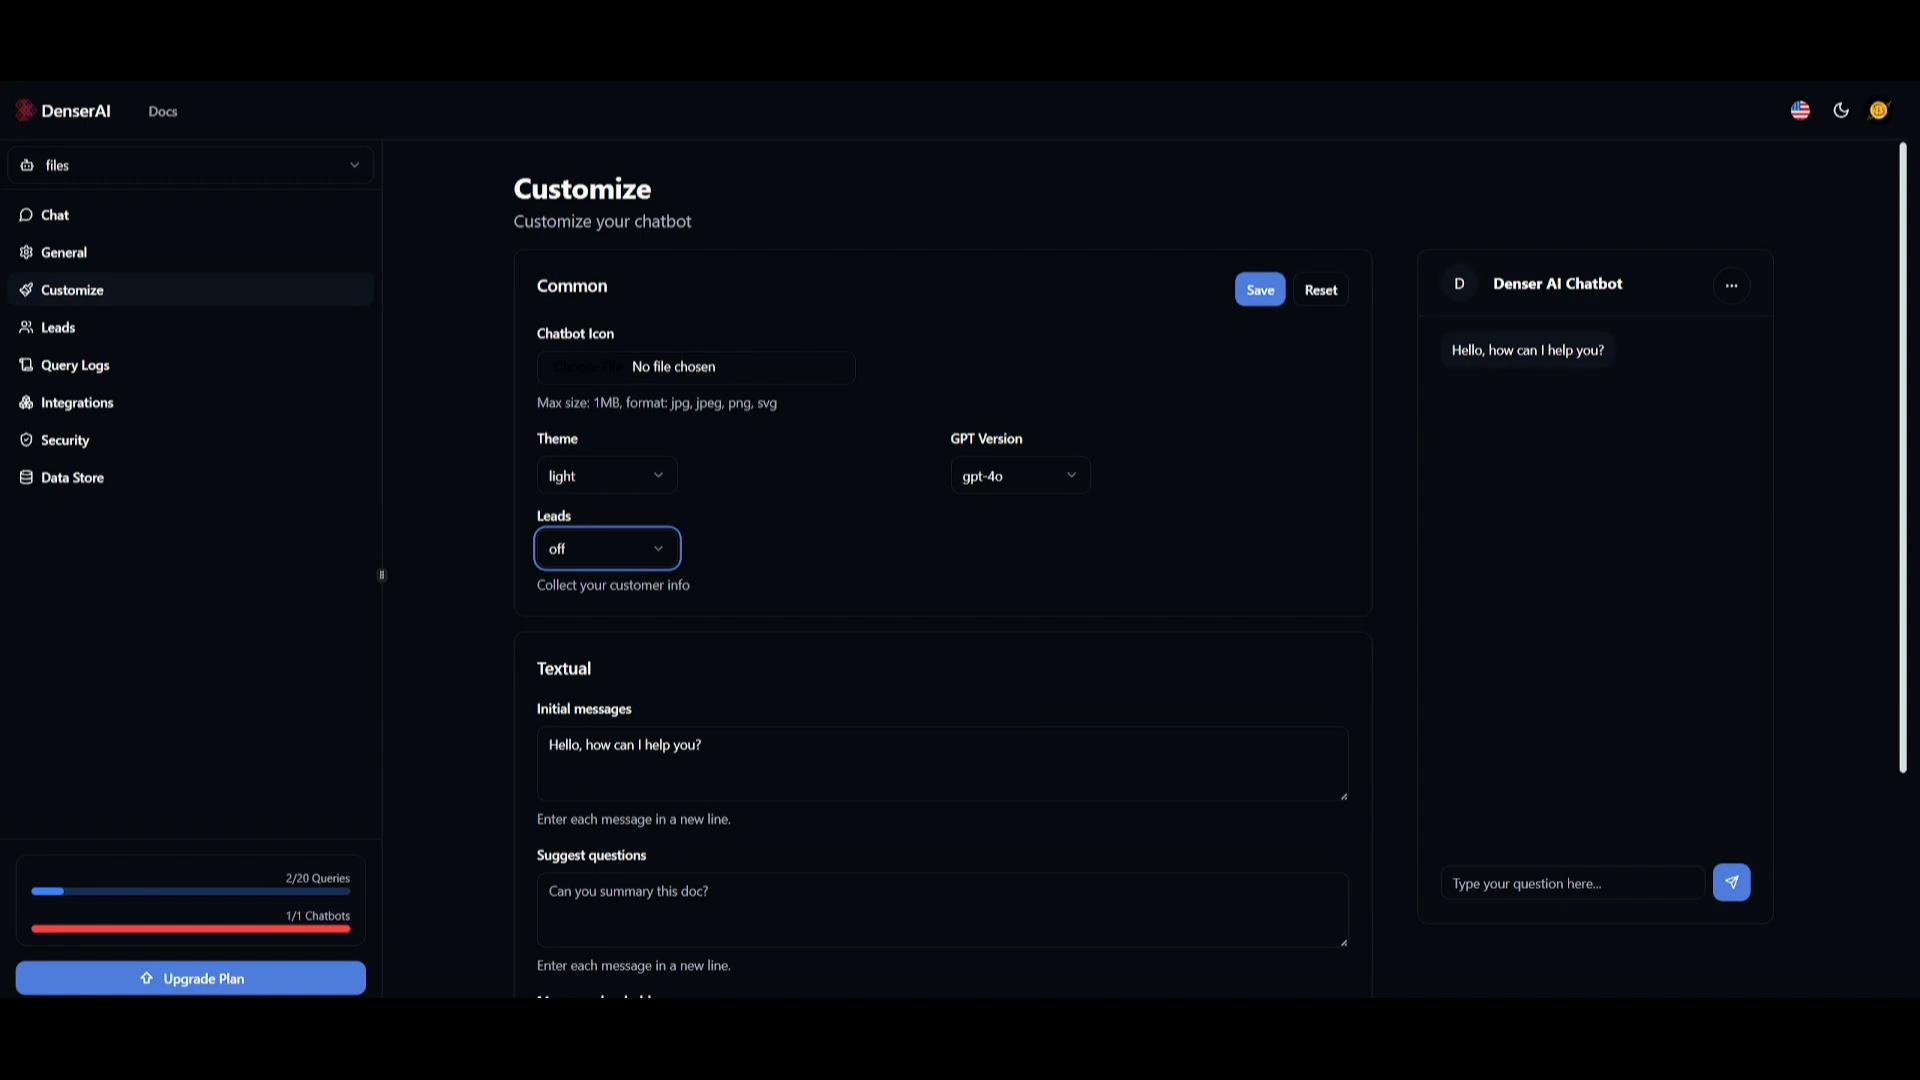 DenserAI
Docs
files
Chat
General
Customize
Leads
Query Logs
Integrations
Security
Data Store
2/20 Queries
1/1 Chatbots
Upgrade Plan
Customize
Customize your chatbot
Common
Save
Reset
Chatbot Icon
No file chosen
Max size: 1MB, format: jpg, jpeg, png, svg
Theme
GPT Version
light
gpt-4o
Leads
off
Collect your customer info
Textual
Initial messages
Hello, how can I help you?
Enter each message in a new line.
Suggest questions
Can you summary this doc?
Enter each message in a new line.
D
Denser AI Chatbot
...
Hello, how can I help you?
Type your question here...